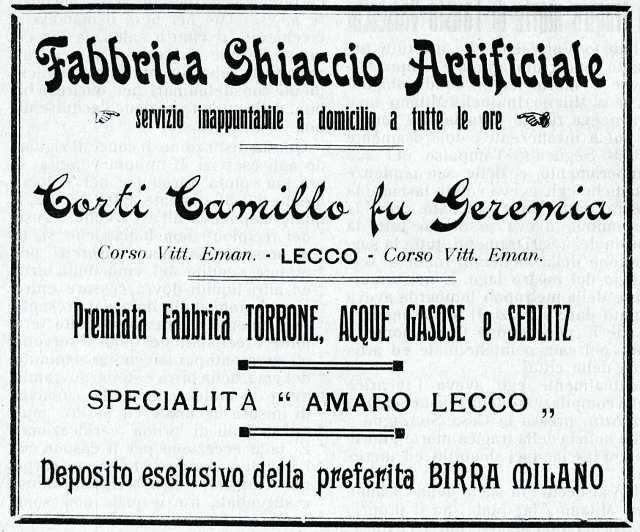 Fabbrica Ghiaccio Artificiale
servizio inappuntabile a domicilio a tutte le ore
Corti Camillo fu Geremia
Corso Vitt. Eman. - LECCO - Corso Vitt. Eman.
Premiata Fabbrica TORRONE, ACQUE GASOSE e SEDLITZ
SPECIALITÀ “ AMARO LECCO „
Deposito esclusivo della preferita BIRRA MILANO